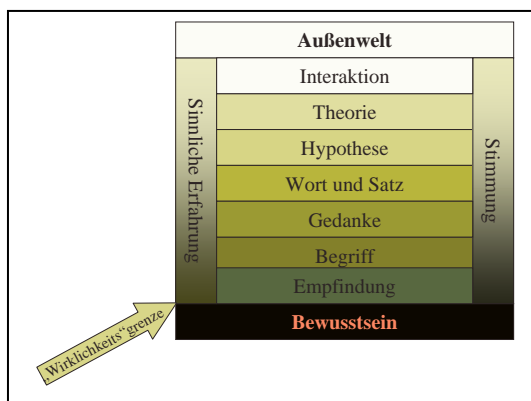 Außenwelt
Sinnliche Erfahrung
Interaktion
Theorie
Hypothese
Wort und Satz
Gedanke
Begriff
Empfindung
Stimmung
Bewusstsein
„Wirklichkeits“grenze